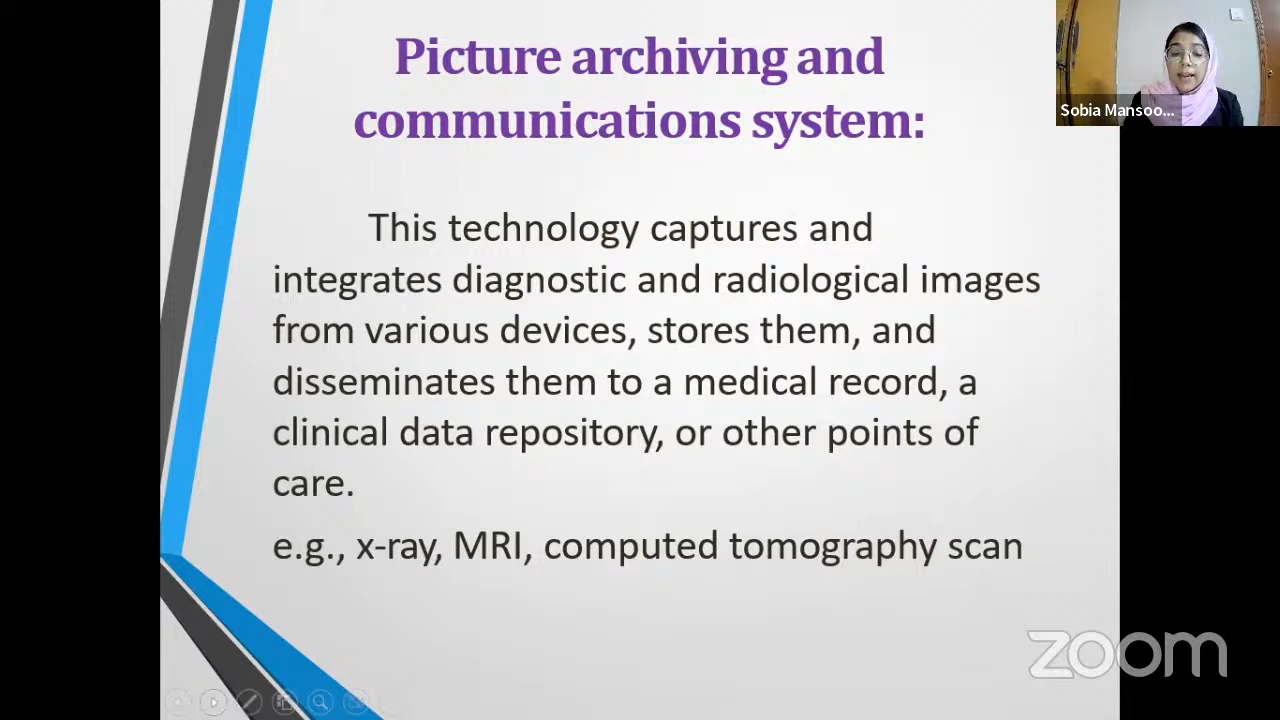 Picture archiving and
communications system:
Sobia Mansoo...
This technology captures and
integrates diagnostic and radiological images
from various devices, stores them, and
disseminates them to a medical record, a
clinical data repository, or other points of
care.
e.g., x-ray, MRI, computed tomography scan
zoom